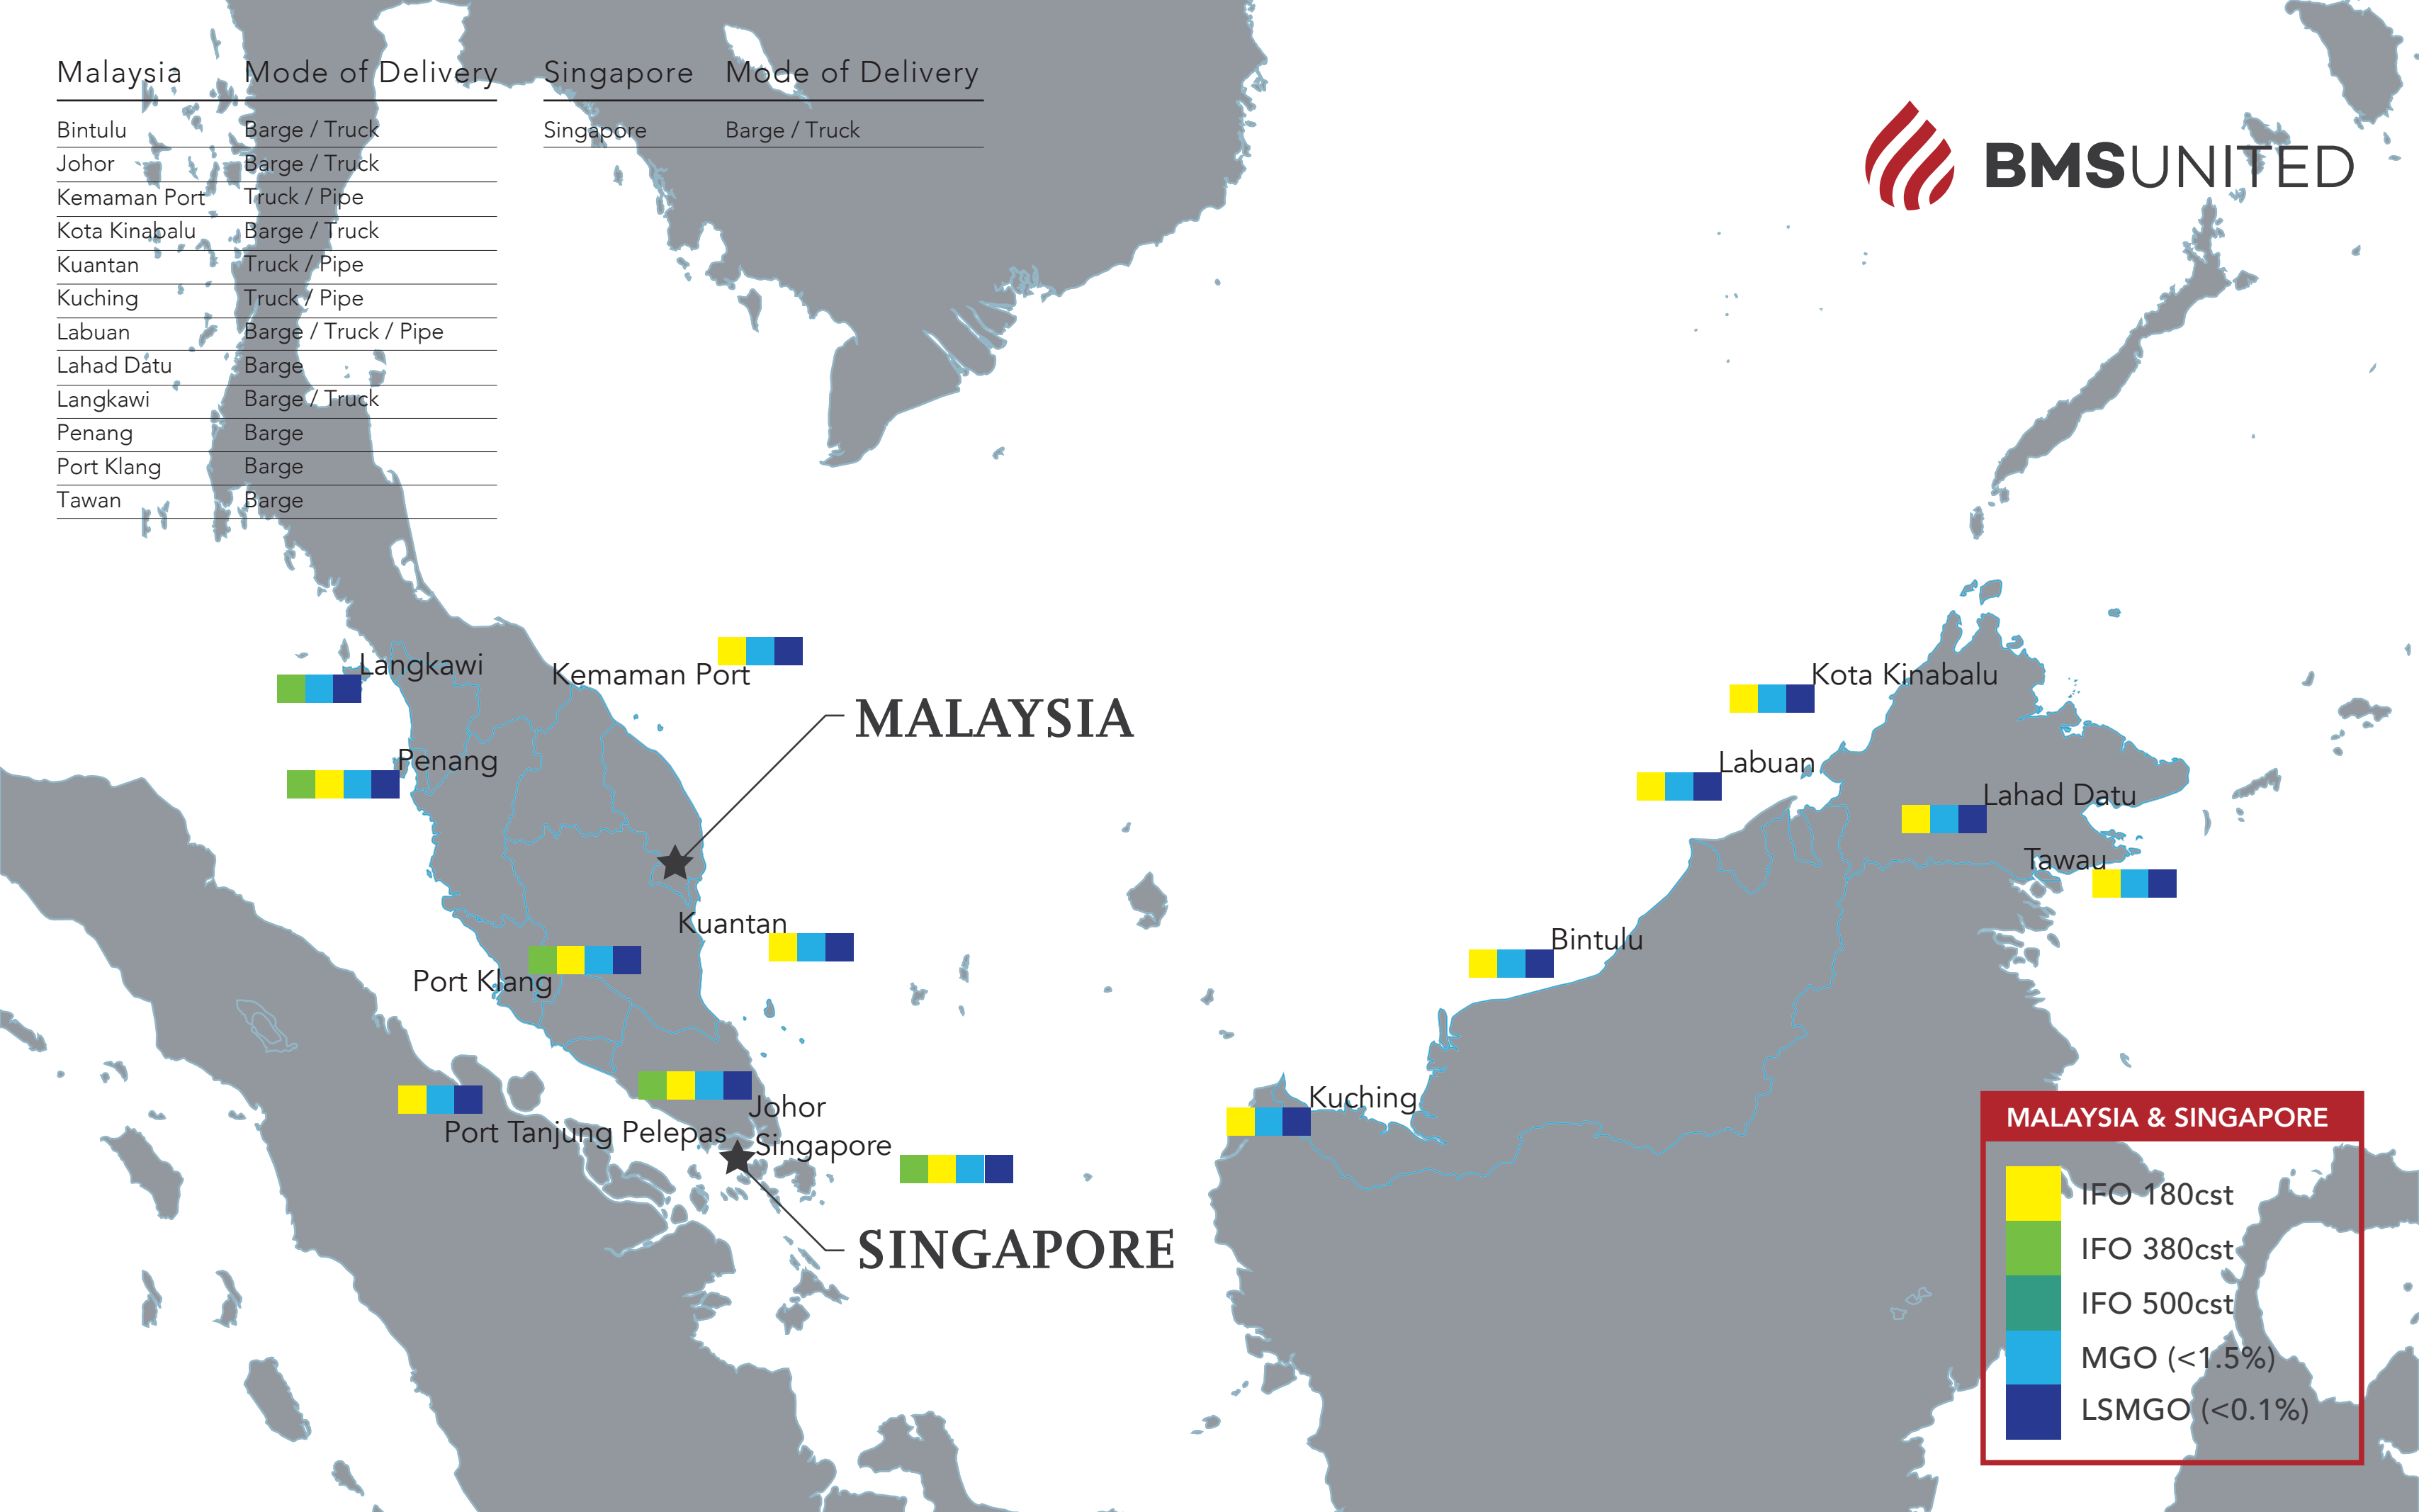 Malaysia Mode of Delivery
Bintulu Barge / Truck
Johor Barge / Truck
Kemaman Port Truck / Pipe
Kota Kinabalu Barge / Truck
Kuantan Truck / Pipe
Kuching Truck / Pipe
Labuan Barge / Truck / Pipe
Lahad Datu Barge
Langkawi Barge / Truck
Penang Barge
Port Klang Barge
Tawan Barge
Singapore Mode of Delivery
Singapore Barge / Truck
BMSUNITED
Langkawi
Kemaman Port
Kota Kinabalu
MALAYSIA
Penang
Labuan
Lahad Datu
Tawau
Kuantan
Bintulu
Port Klang
Kuching
Johor
Port Tanjung Pelepas
Singapore
SINGAPORE
MALAYSIA & SINGAPORE
IFO 180cst
IFO 380cst
IFO 500cst
MGO (<1.5%)
LSMGO (<0.1%)